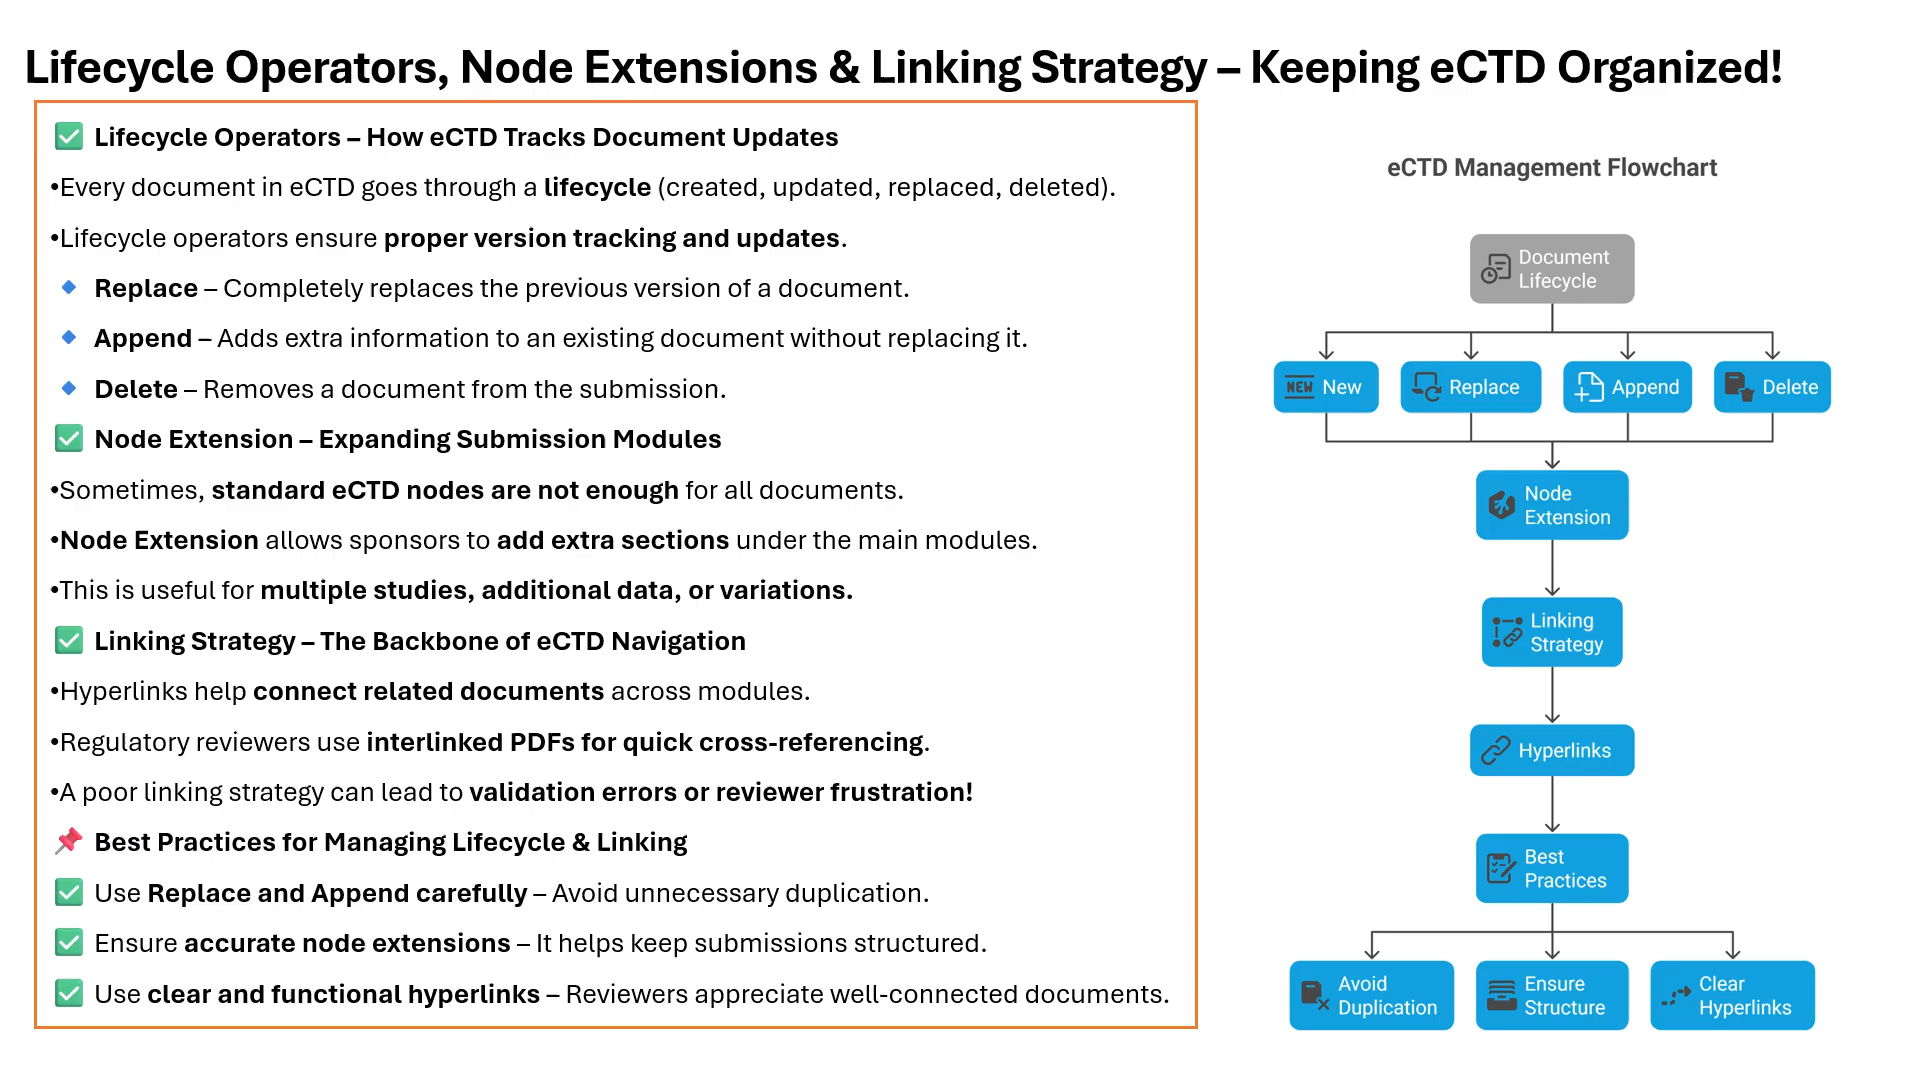 Lifecycle Operators, Node Extensions & Linking Strategy – Keeping eCTD Organized!
✅ Lifecycle Operators – How eCTD Tracks Document Updates
•Every document in eCTD goes through a lifecycle (created, updated, replaced, deleted).
•Lifecycle operators ensure proper version tracking and updates.
🔹 Replace – Completely replaces the previous version of a document.
🔹 Append – Adds extra information to an existing document without replacing it.
🔹 Delete – Removes a document from the submission.
✅ Node Extension – Expanding Submission Modules
•Sometimes, standard eCTD nodes are not enough for all documents.
•Node Extension allows sponsors to add extra sections under the main modules.
•This is useful for multiple studies, additional data, or variations.
✅ Linking Strategy – The Backbone of eCTD Navigation
•Hyperlinks help connect related documents across modules.
•Regulatory reviewers use interlinked PDFs for quick cross-referencing.
•A poor linking strategy can lead to validation errors or reviewer frustration!
📌 Best Practices for Managing Lifecycle & Linking
✅ Use Replace and Append carefully – Avoid unnecessary duplication.
✅ Ensure accurate node extensions – It helps keep submissions structured.
✅ Use clear and functional hyperlinks – Reviewers appreciate well-connected documents.
eCTD Management Flowchart
Document
Lifecycle
NEW New
Replace
Append
Delete
Node
Extension
Linking
Strategy
Hyperlinks
Best
Practices
Avoid
Duplication
Ensure
Structure
Clear
Hyperlinks